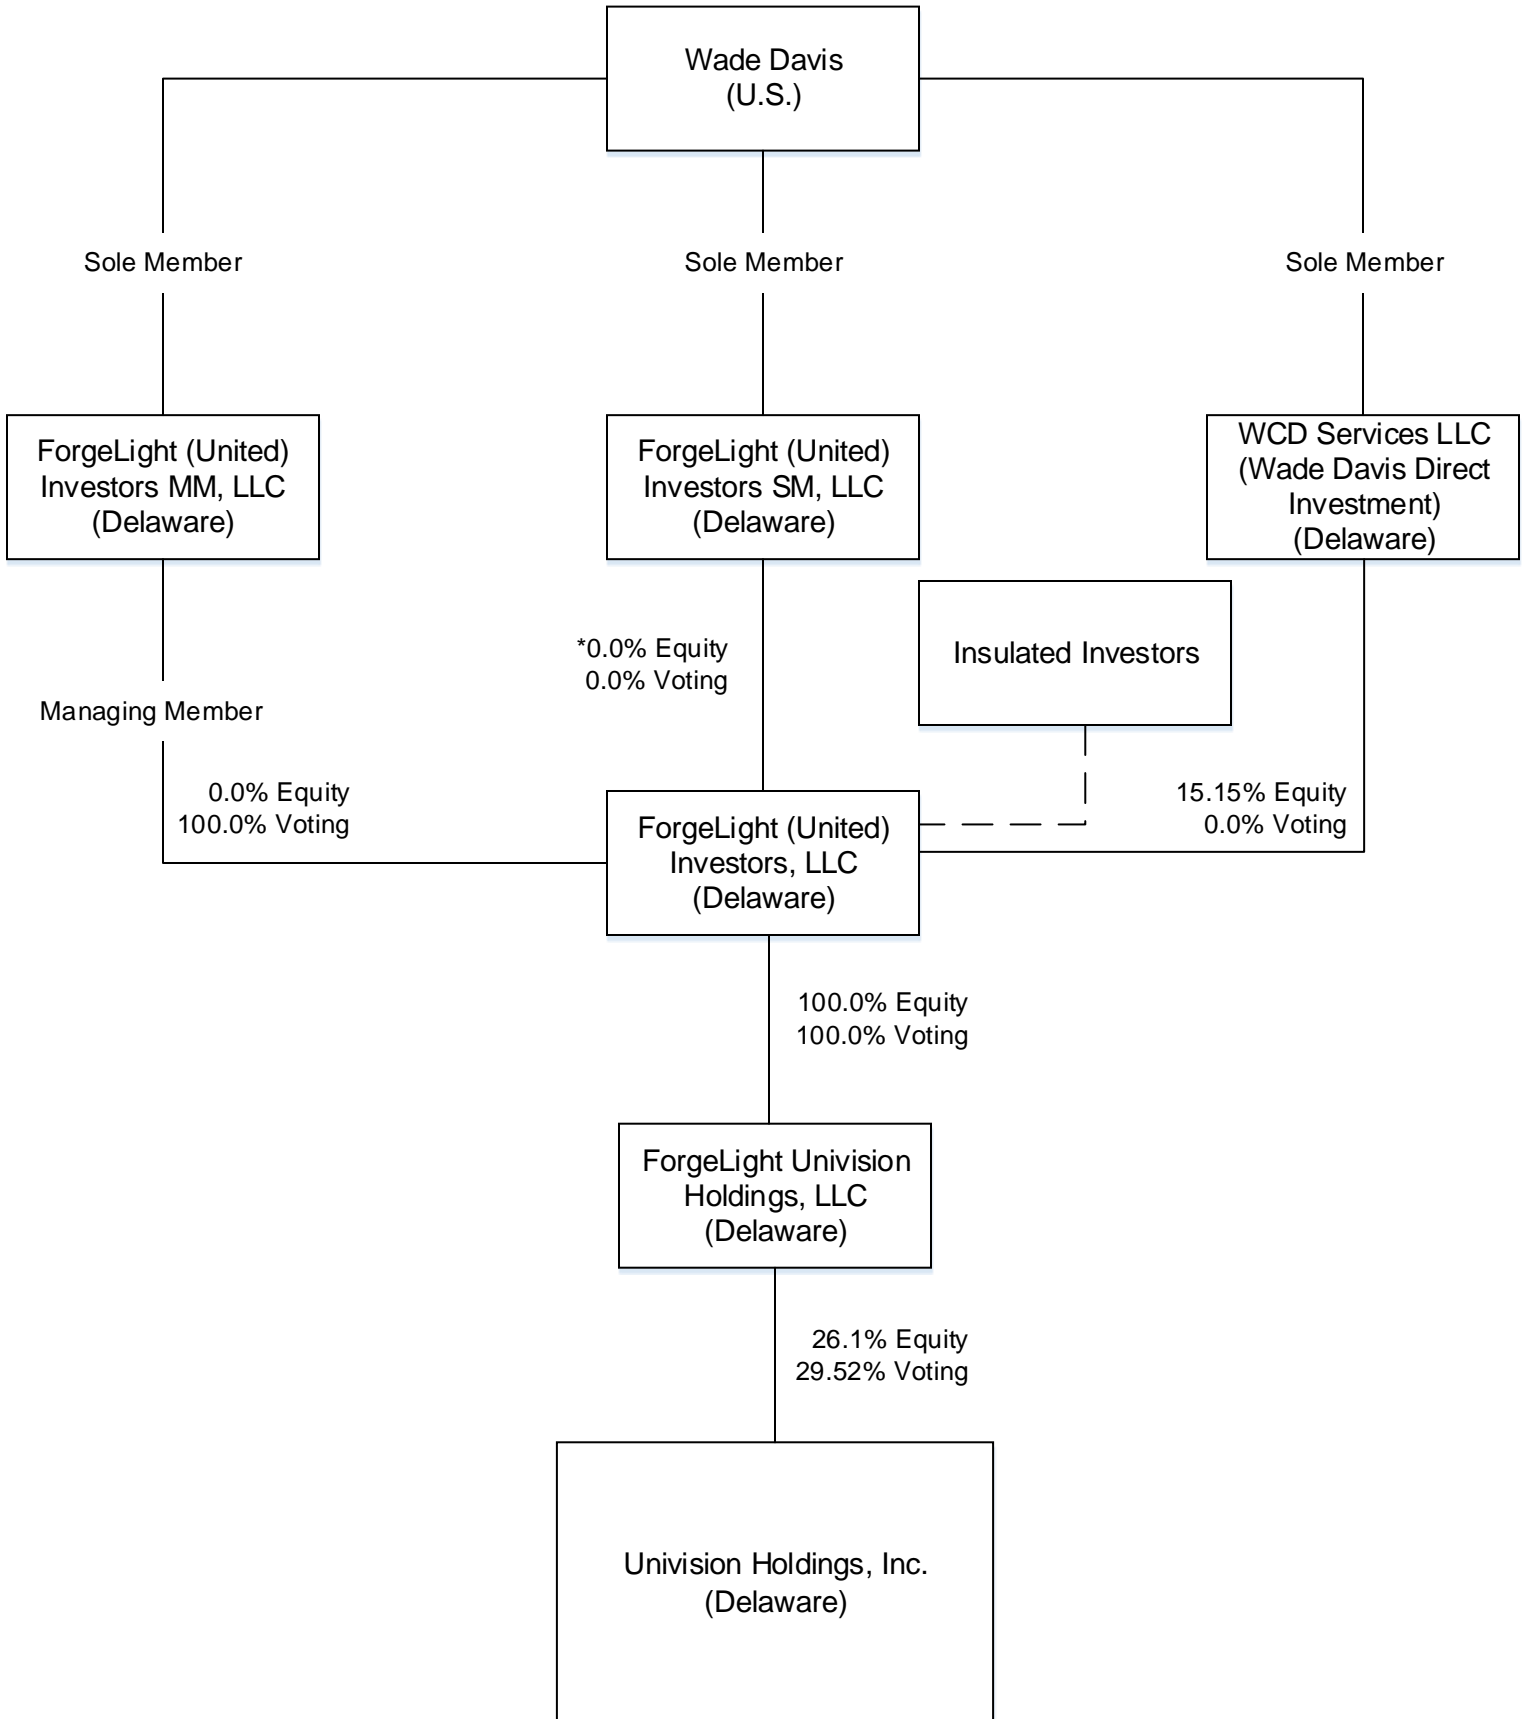 Wade Davis
(U.S.)
Sole Member
Sole Member
Sole Member
ForgeLight (United)
Investors MM, LLC
(Delaware)
ForgeLight (United)
Investors SM, LLC
(Delaware)
WCD Services LLC
(Wade Davis Direct
Investment)
(Delaware)
*0.0% Equity
0.0% Voting
Insulated Investors
Managing Member
0.0% Equity
100.0% Voting
15.15% Equity
0.0% Voting
ForgeLight (United)
Investors, LLC
(Delaware)
100.0% Equity
100.0% Voting
ForgeLight Univision
Holdings, LLC
(Delaware)
26.1% Equity
29.52% Voting
Univision Holdings, Inc.
(Delaware)